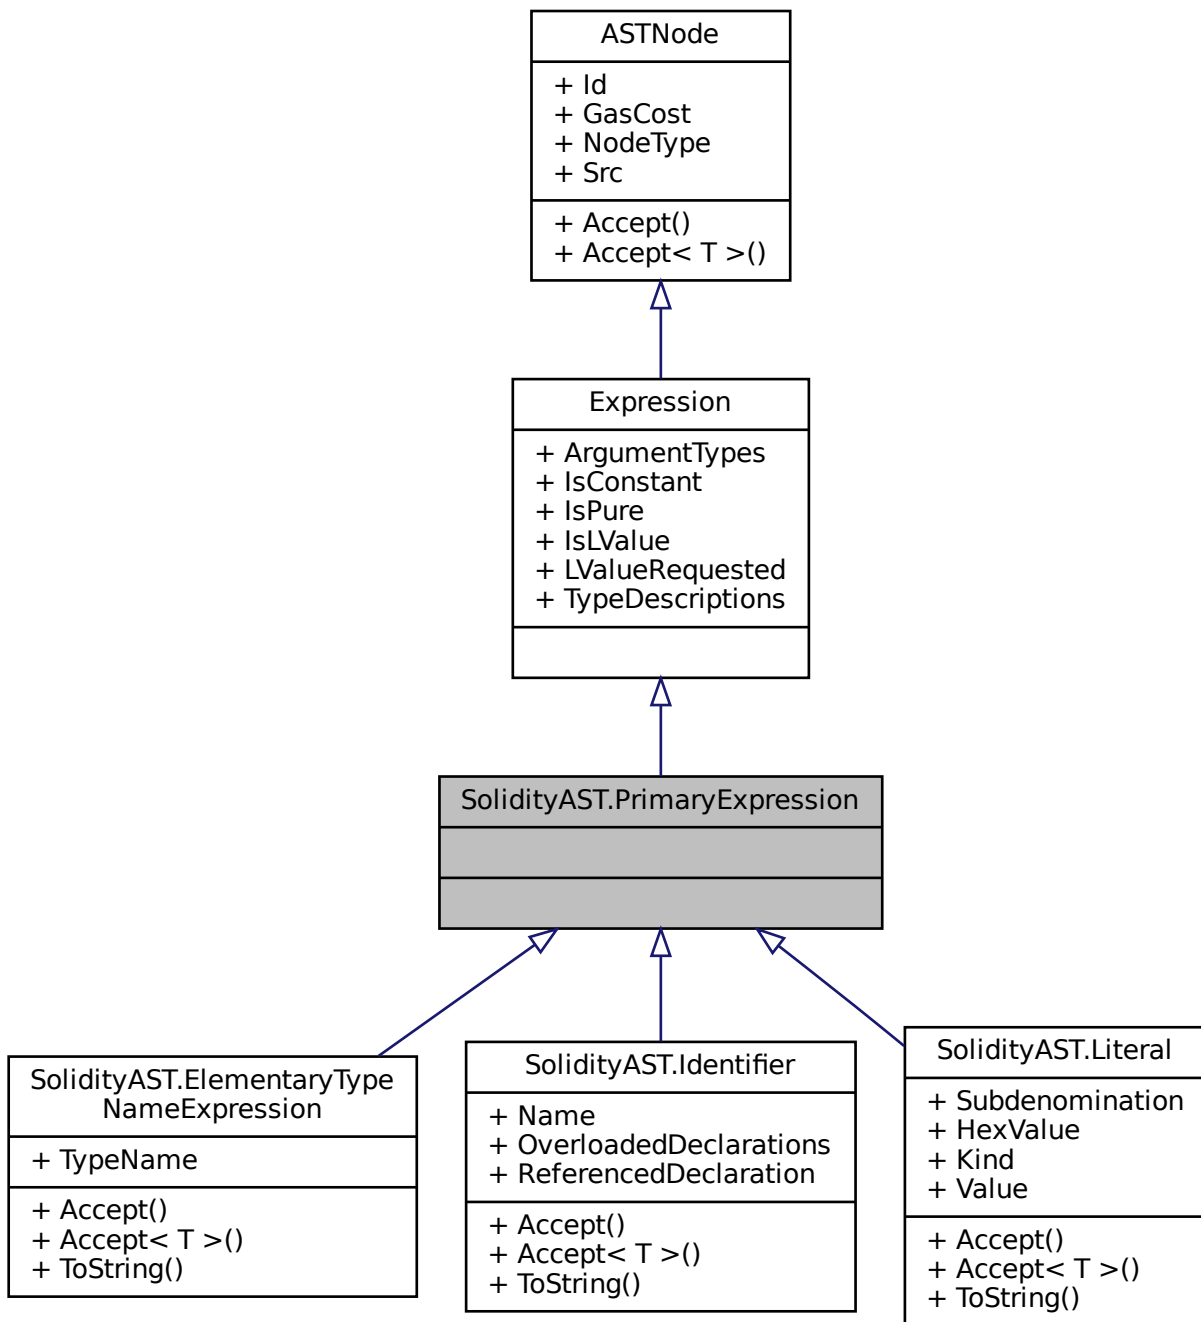 ASTNode
+ Id
+ GasCost
+ NodeType
+ Src
+ Accept()
+ Accept< T >()
Expression
+ ArgumentTypes
+ IsConstant
+ IsPure
+ IsLValue
+ LValueRequested
+ TypeDescriptions
SolidityAST.PrimaryExpression
SolidityAST.ElementaryType
NameExpression
+ TypeName
+ Accept()
+ Accept< T >()
+ ToString()
SolidityAST.Identifier
+ Name
+ OverloadedDeclarations
+ ReferencedDeclaration
+ Accept()
+ Accept< T >()
+ ToString()
SolidityAST.Literal
+ Subdenomination
+ HexValue
+ Kind
+ Value
+ Accept()
+ Accept< T >()
+ ToString()